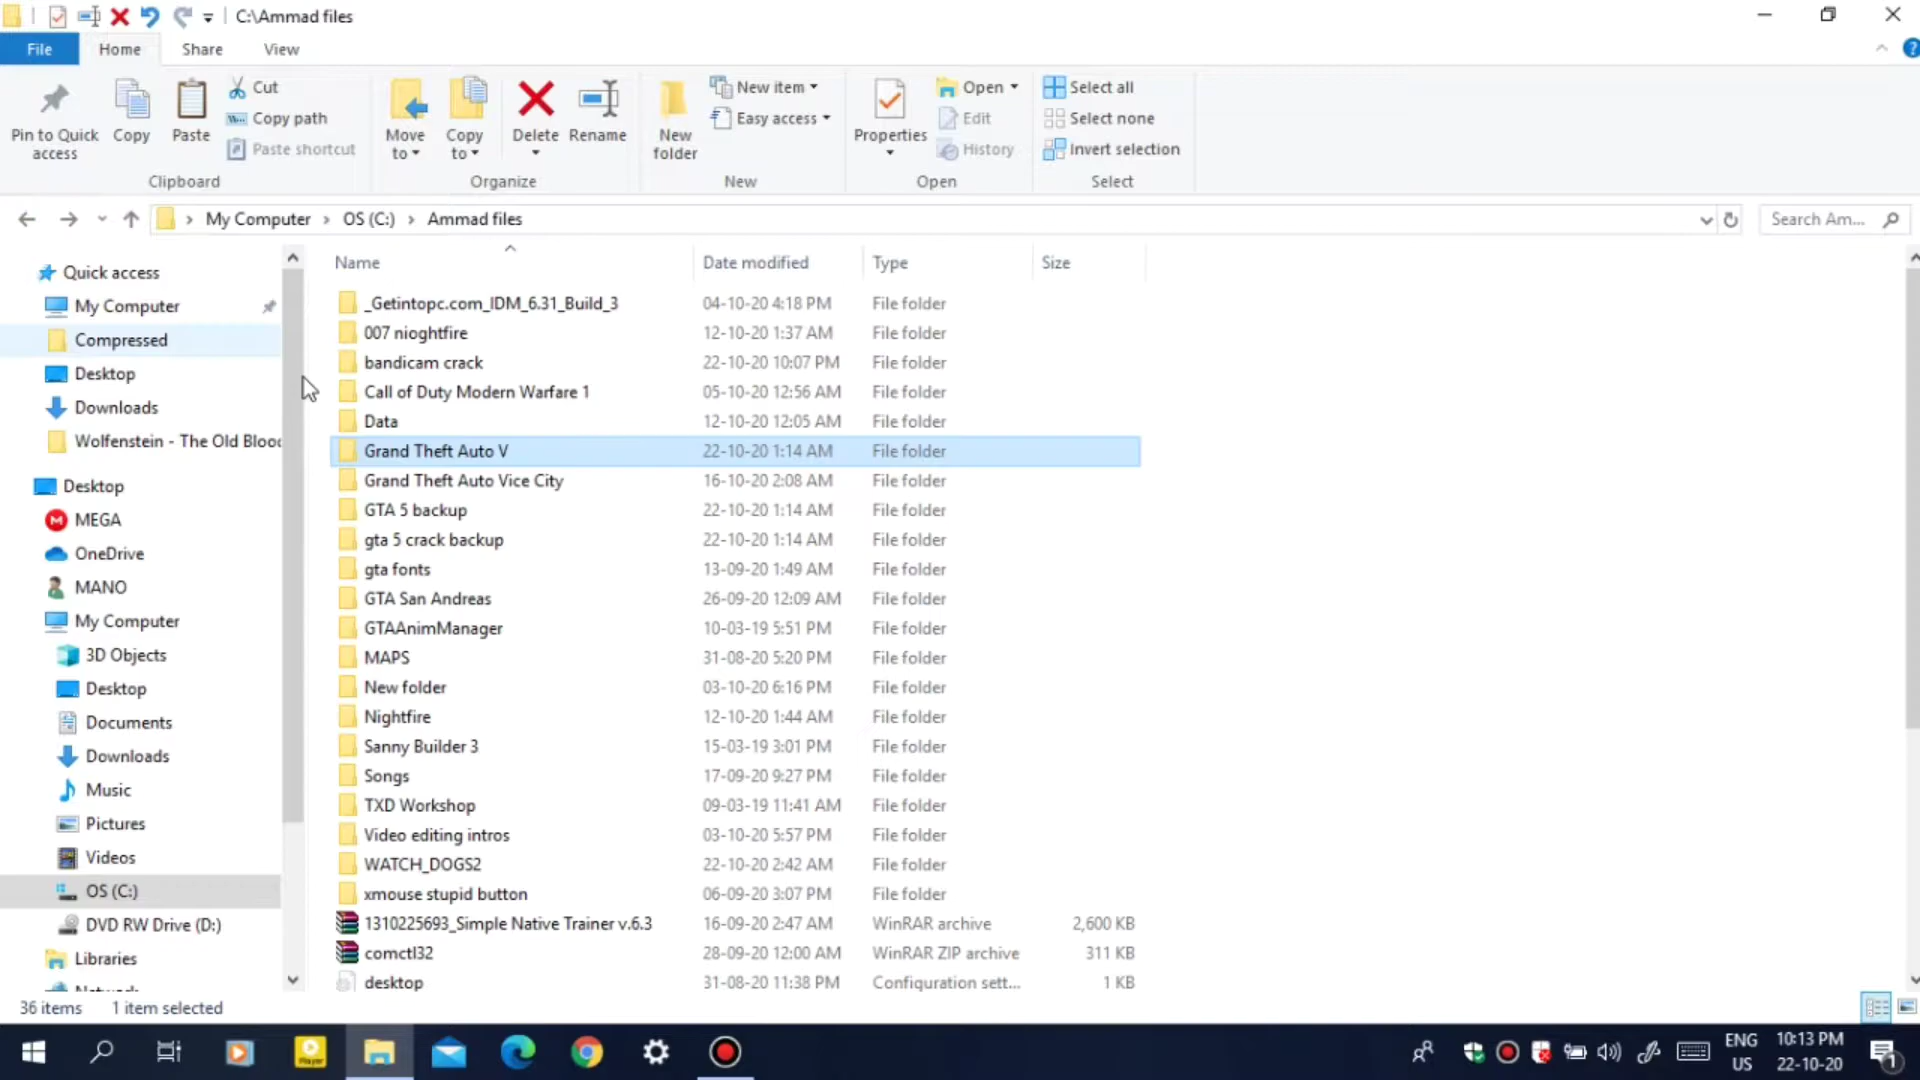 C:\Ammad files
File Home Share View
Pin to Quick access
Copy
Paste
Cut
Copy path
Paste shortcut
Clipboard
Move to
Copy to
Delete
Rename
Organize
New folder
New item
Easy access
New
Properties
Open
Edit
History
Open
Select all
Select none
Invert selection
Select
My Computer > OS (C:) > Ammad files
Search Am...
Quick access
My Computer
Compressed
Desktop
Downloads
Wolfenstein - The Old Blood
Desktop
MEGA
OneDrive
MANO
My Computer
3D Objects
Desktop
Documents
Downloads
Music
Pictures
Videos
OS (C:)
DVD RW Drive (D:)
Libraries
Name Date modified Type Size
_Getintopc.com_IDM_6.31_Build_3 04-10-20 4:18 PM File folder
007 nioghtfire 12-10-20 1:37 AM File folder
bandicam crack 22-10-20 10:07 PM File folder
Call of Duty Modern Warfare 1 05-10-20 12:56 AM File folder
Data 12-10-20 12:05 AM File folder
Grand Theft Auto V 22-10-20 1:14 AM File folder
Grand Theft Auto Vice City 16-10-20 2:08 AM File folder
GTA 5 backup 22-10-20 1:14 AM File folder
gta 5 crack backup 22-10-20 1:14 AM File folder
gta fonts 13-09-20 1:49 AM File folder
GTA San Andreas 26-09-20 12:09 AM File folder
GTAAnimManager 10-03-19 5:51 PM File folder
MAPS 31-08-20 5:20 PM File folder
New folder 03-10-20 6:16 PM File folder
Nightfire 12-10-20 1:44 AM File folder
Sanny Builder 3 15-03-19 3:01 PM File folder
Songs 17-09-20 9:27 PM File folder
TXD Workshop 09-03-19 11:41 AM File folder
Video editing intros 03-10-20 5:57 PM File folder
WATCH_DOGS2 22-10-20 2:42 AM File folder
xmouse stupid button 06-09-20 3:07 PM File folder
1310225693_Simple Native Trainer v.6.3 16-09-20 2:47 AM WinRAR archive 2,600 KB
comctl32 28-09-20 12:00 AM WinRAR ZIP archive 311 KB
desktop 31-08-20 11:38 PM Configuration sett... 1 KB
36 items 1 item selected
Player
ENG US
10:13 PM
22-10-20
1